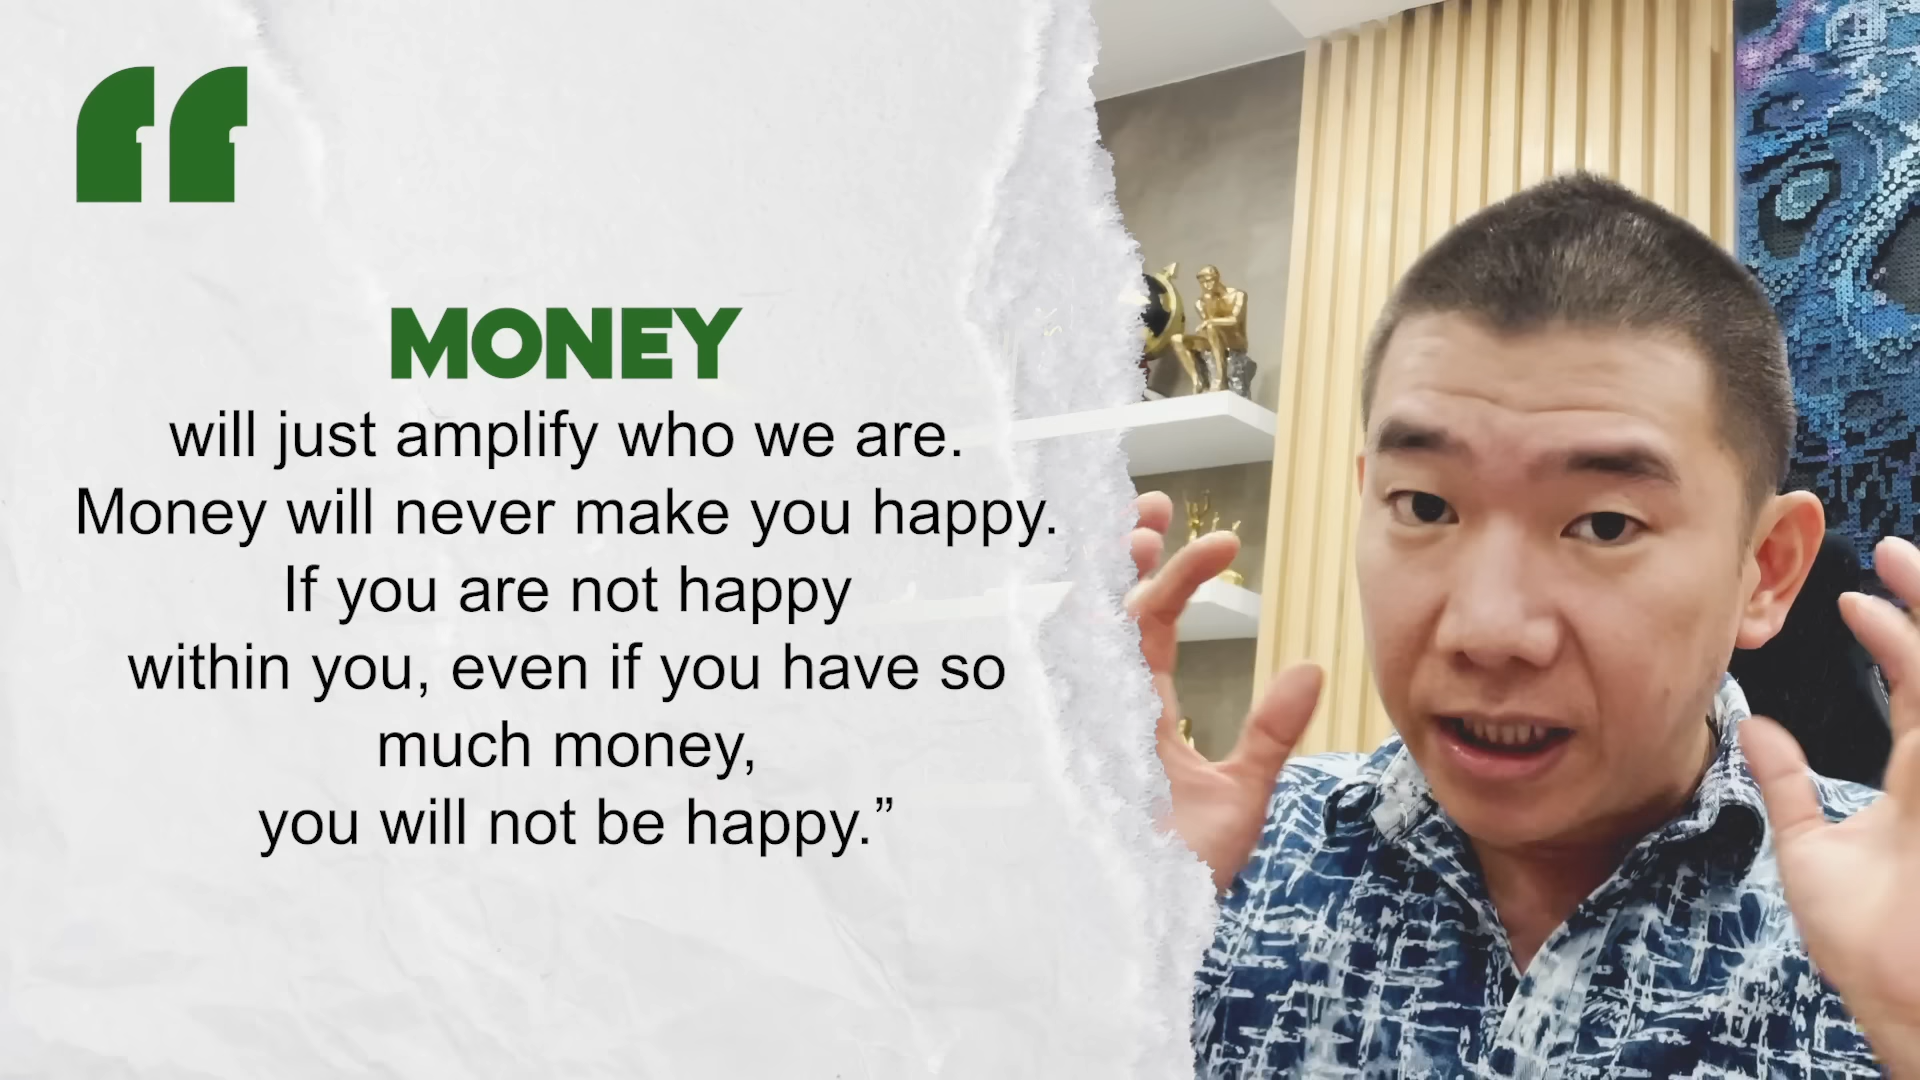 MONEY
will just amplify who we are.
Money will never make you happy.
If you are not happy
within you, even if you have so
much money,
you will not be happy.”